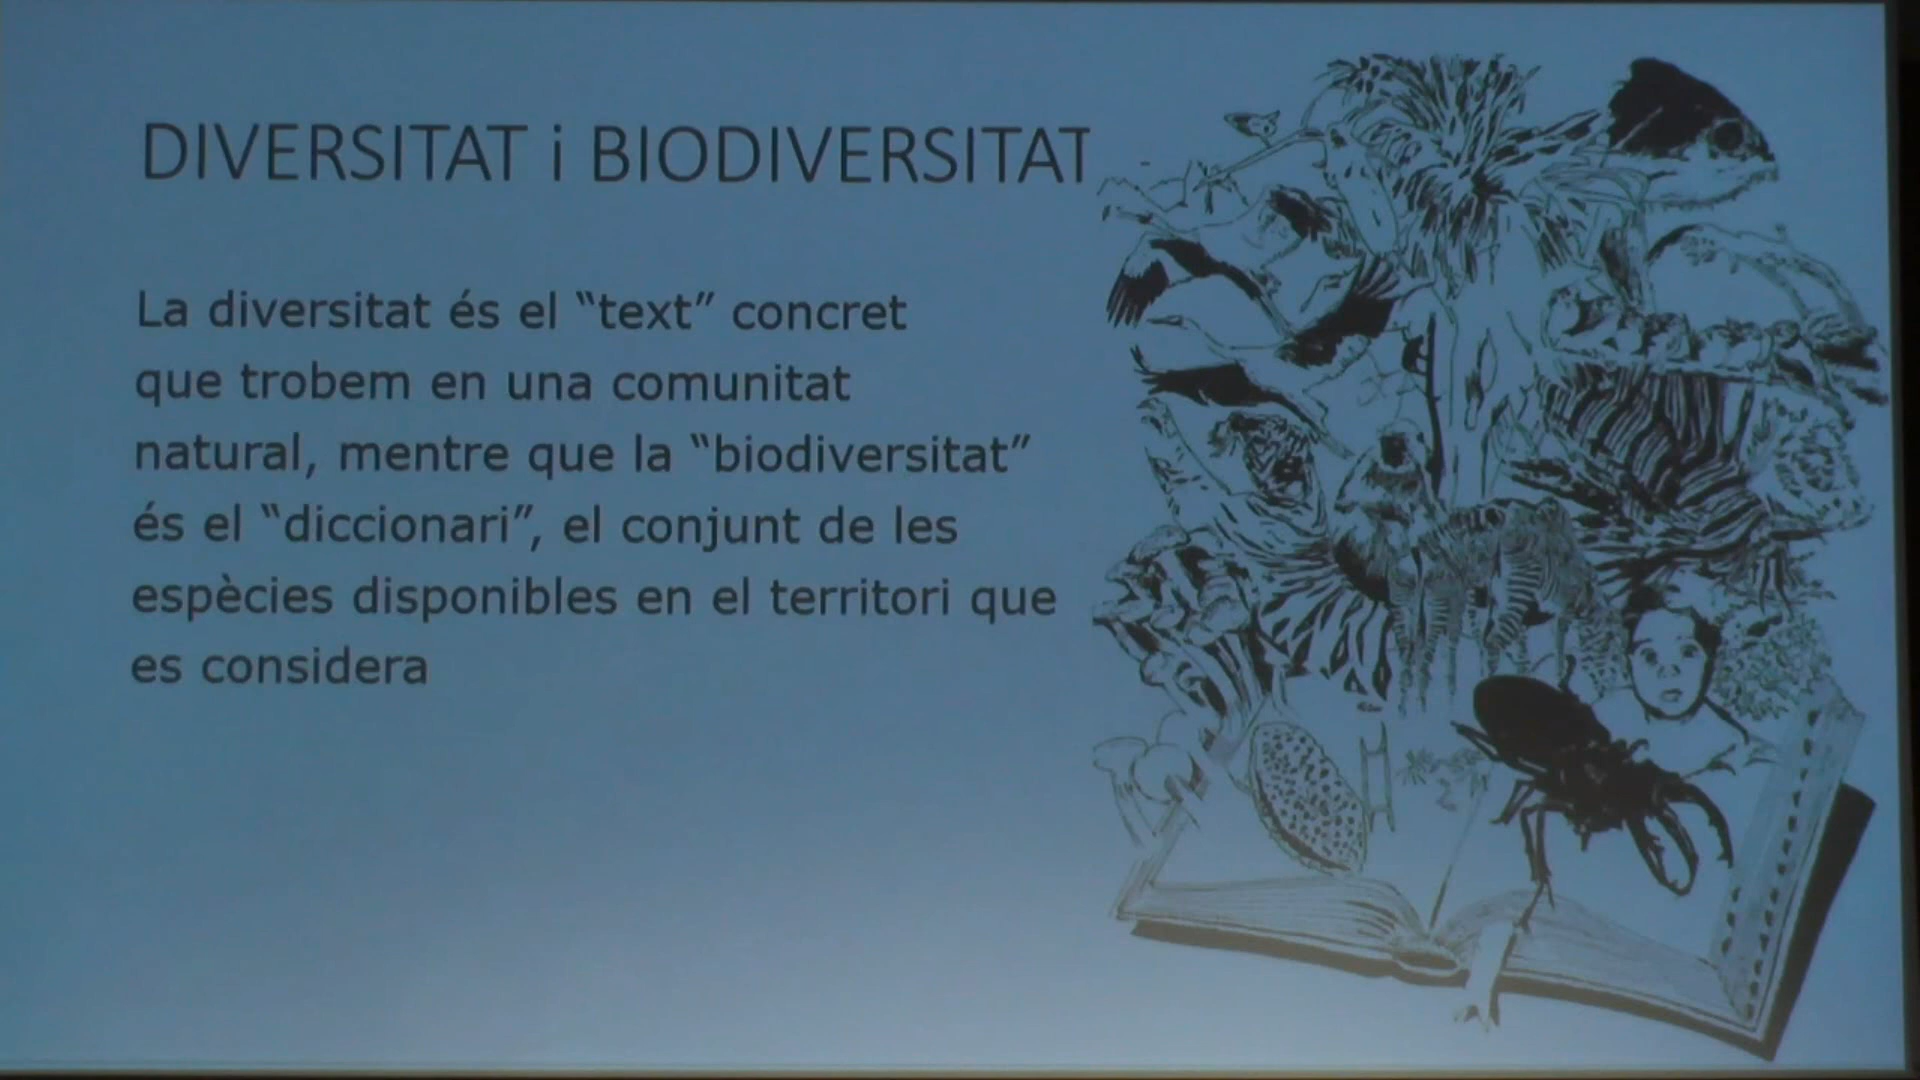 DIVERSITAT i BIODIVERSITAT
La diversitat és el “text” concret
que trobem en una comunitat
natural, mentre que la “biodiversitat”
és el “diccionari”, el conjunt de les
espècies disponibles en el territori que
es considera